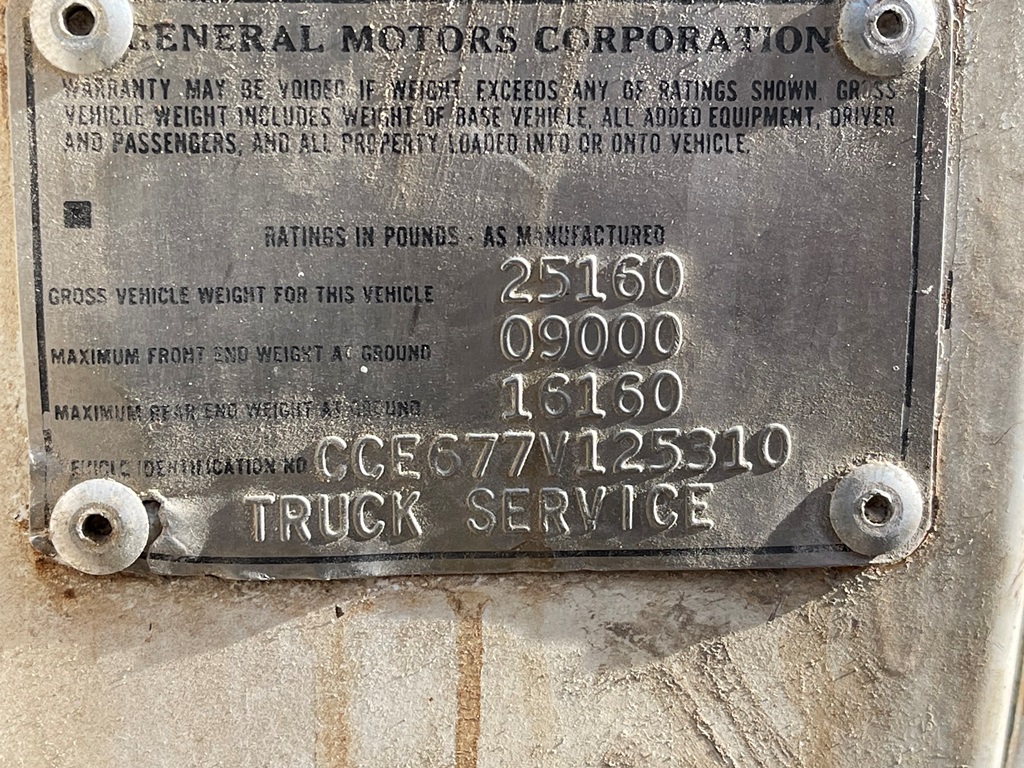 GENERAL MOTORS CORPORATION
WARRANTY MAY BE VOIDED IF WEIGHT EXCEEDS ANY OF RATINGS SHOWN. GROSS
VEHICLE WEIGHT INCLUDES WEIGHT OF BASE VEHICLE, ALL ADDED EQUIPMENT, DRIVER
AND PASSENGERS, AND ALL PROPERTY LOADED INTO OR ONTO VEHICLE.
RATINGS IN POUNDS - AS MANUFACTURED
GROSS VEHICLE WEIGHT FOR THIS VEHICLE 25160
MAXIMUM FRONT END WEIGHT AT GROUND 09000
MAXIMUM REAR END WEIGHT AT GROUND 16160
VEHICLE IDENTIFICATION NO CCE677V125310
TRUCK SERVICE